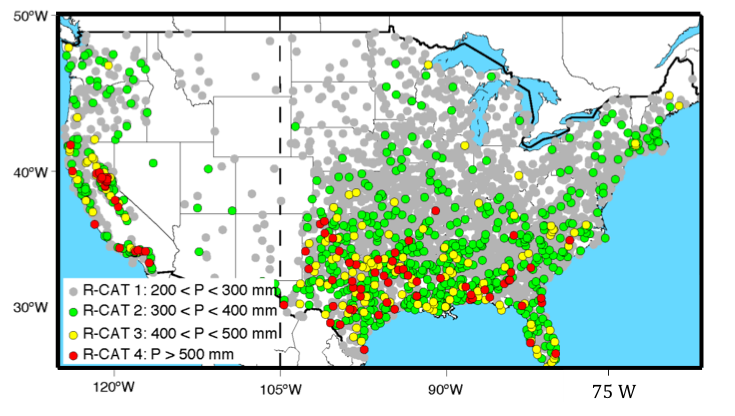 50°W
40°W
30°W
R-CAT 1: 200 < P < 300 mm
R-CAT 2: 300 < P < 400 mm
R-CAT 3: 400 < P < 500 mm
R-CAT 4: P > 500 mm
120°W
105°W
90°W
75 W